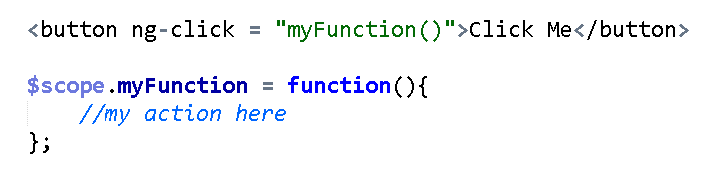 <button ng-click = "myFunction()">Click Me</button>
$scope.myFunction = function(){
    //my action here
};